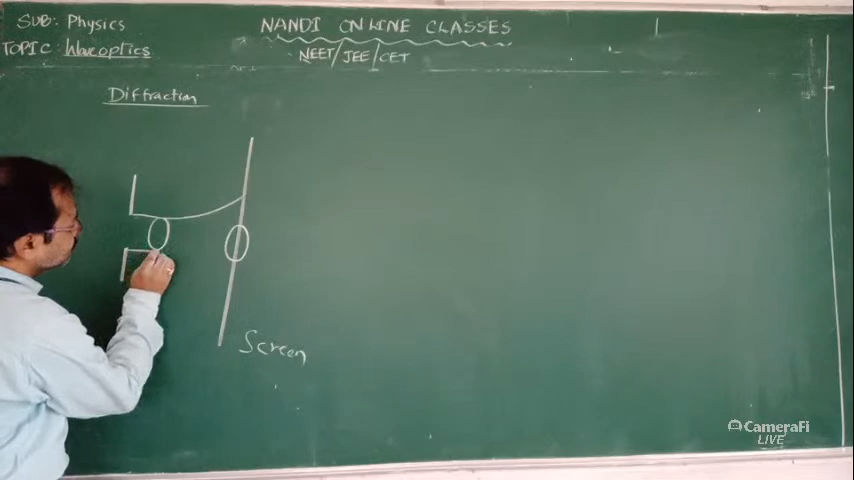 SUB:. Physics
NANDI ONLINE CLASSES
TOPIC: Waveoptics
NEET/JEE/CET
Diffraction
Screen
CameraFi
LIVE